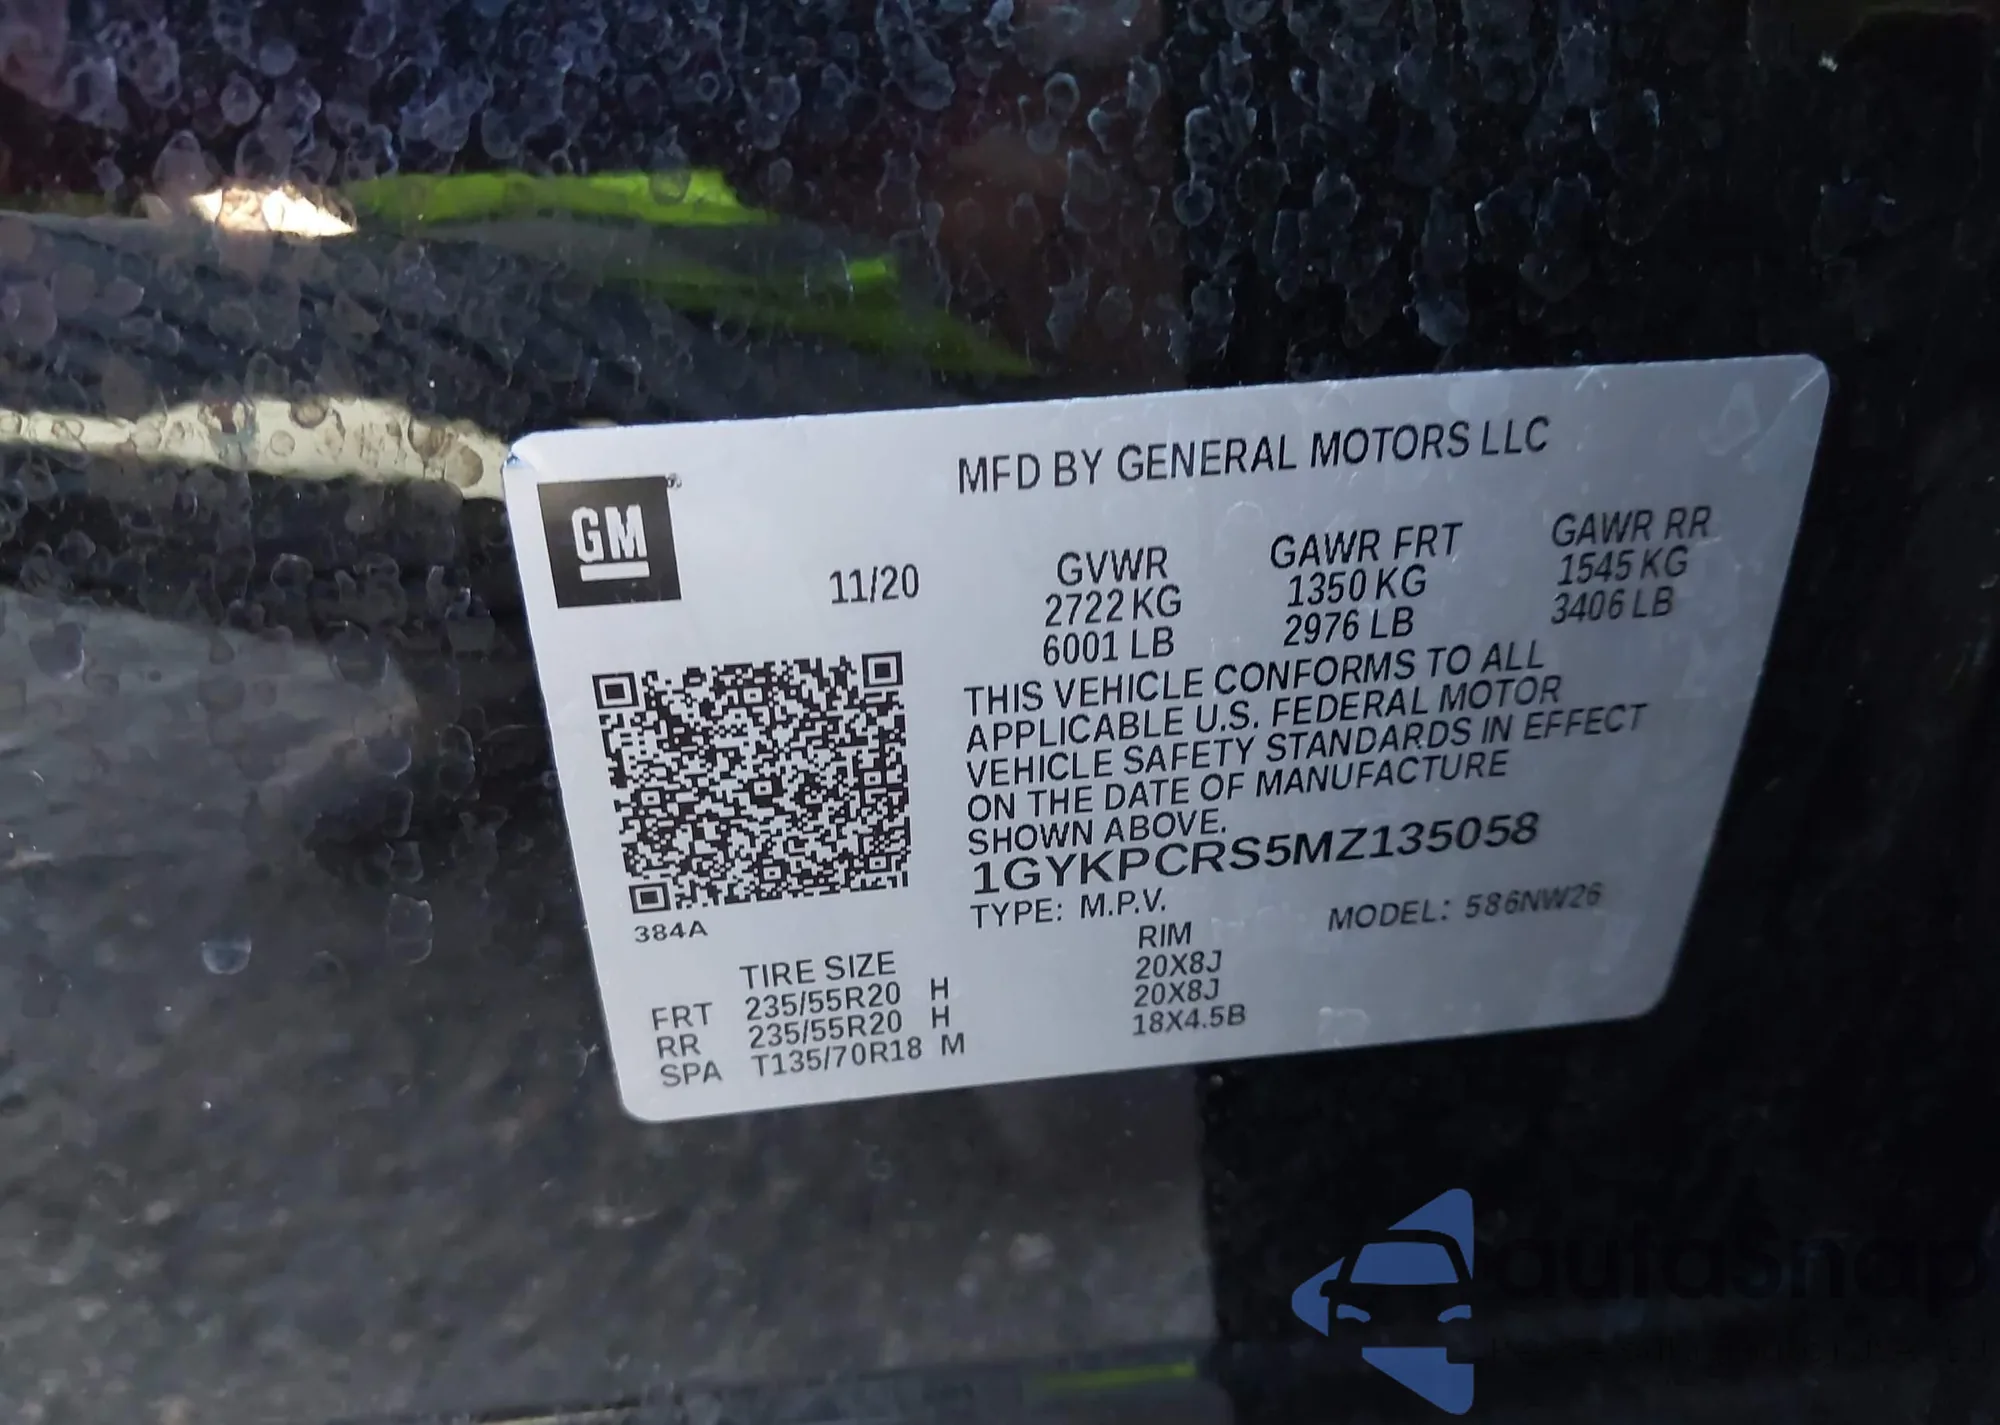 MFD BY GENERAL MOTORS LLC
GM
11/20
GVWR GAWR FRT GAWR RR
2722 KG 1350 KG 1545 KG
6001 LB 2976 LB 3406 LB
THIS VEHICLE CONFORMS TO ALL
APPLICABLE U.S. FEDERAL MOTOR
VEHICLE SAFETY STANDARDS IN EFFECT
ON THE DATE OF MANUFACTURE
SHOWN ABOVE.
1GYKPCRS5MZ135058
TYPE: M.P.V. MODEL: 586NW26
384A
TIRE SIZE RIM
FRT 235/55R20 H 20X8J
RR 235/55R20 H 20X8J
SPA T135/70R18 M 18X4.5B
autasnap